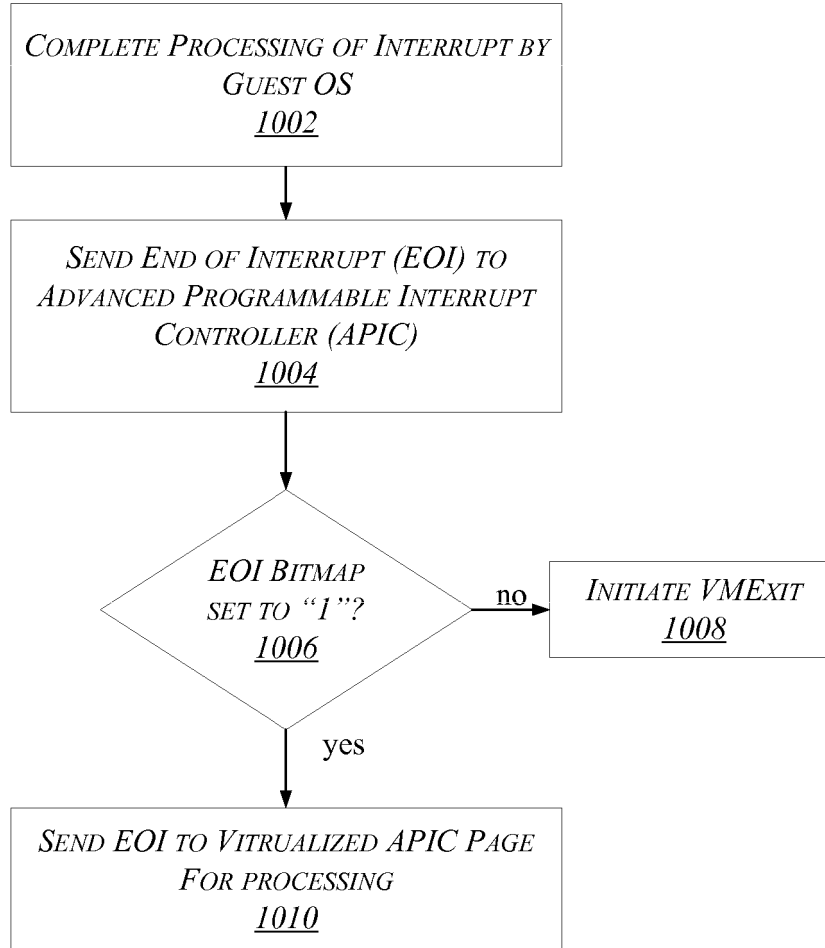 COMPLETE PROCESSING OF INTERRUPT BY
GUEST OS
1002
SEND END OF INTERRUPT (EOI) TO
ADVANCED PROGRAMMABLE INTERRUPT
CONTROLLER (APIC)
1004
EOI BITMAP
SET TO “1”?
1006
no
INITIATE VMEXIT
1008
yes
SEND EOI TO VITRUALIZED APIC PAGE
FOR PROCESSING
1010